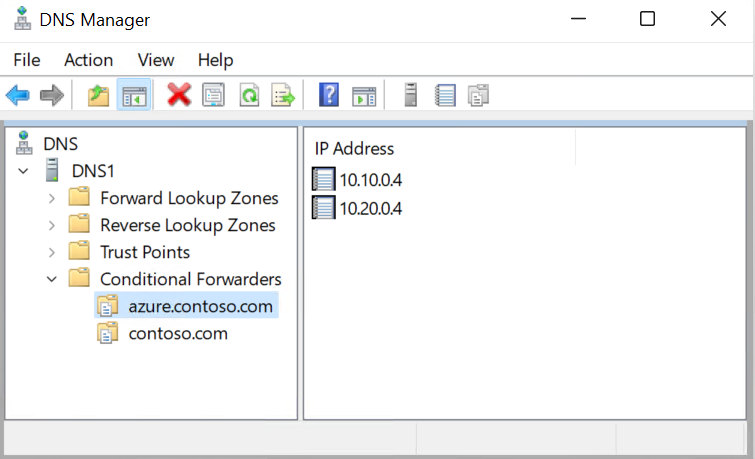 DNS Manager
File Action View Help
DNS
DNS1
Forward Lookup Zones
Reverse Lookup Zones
Trust Points
Conditional Forwarders
azure.contoso.com
contoso.com
IP Address
10.10.0.4
10.20.0.4